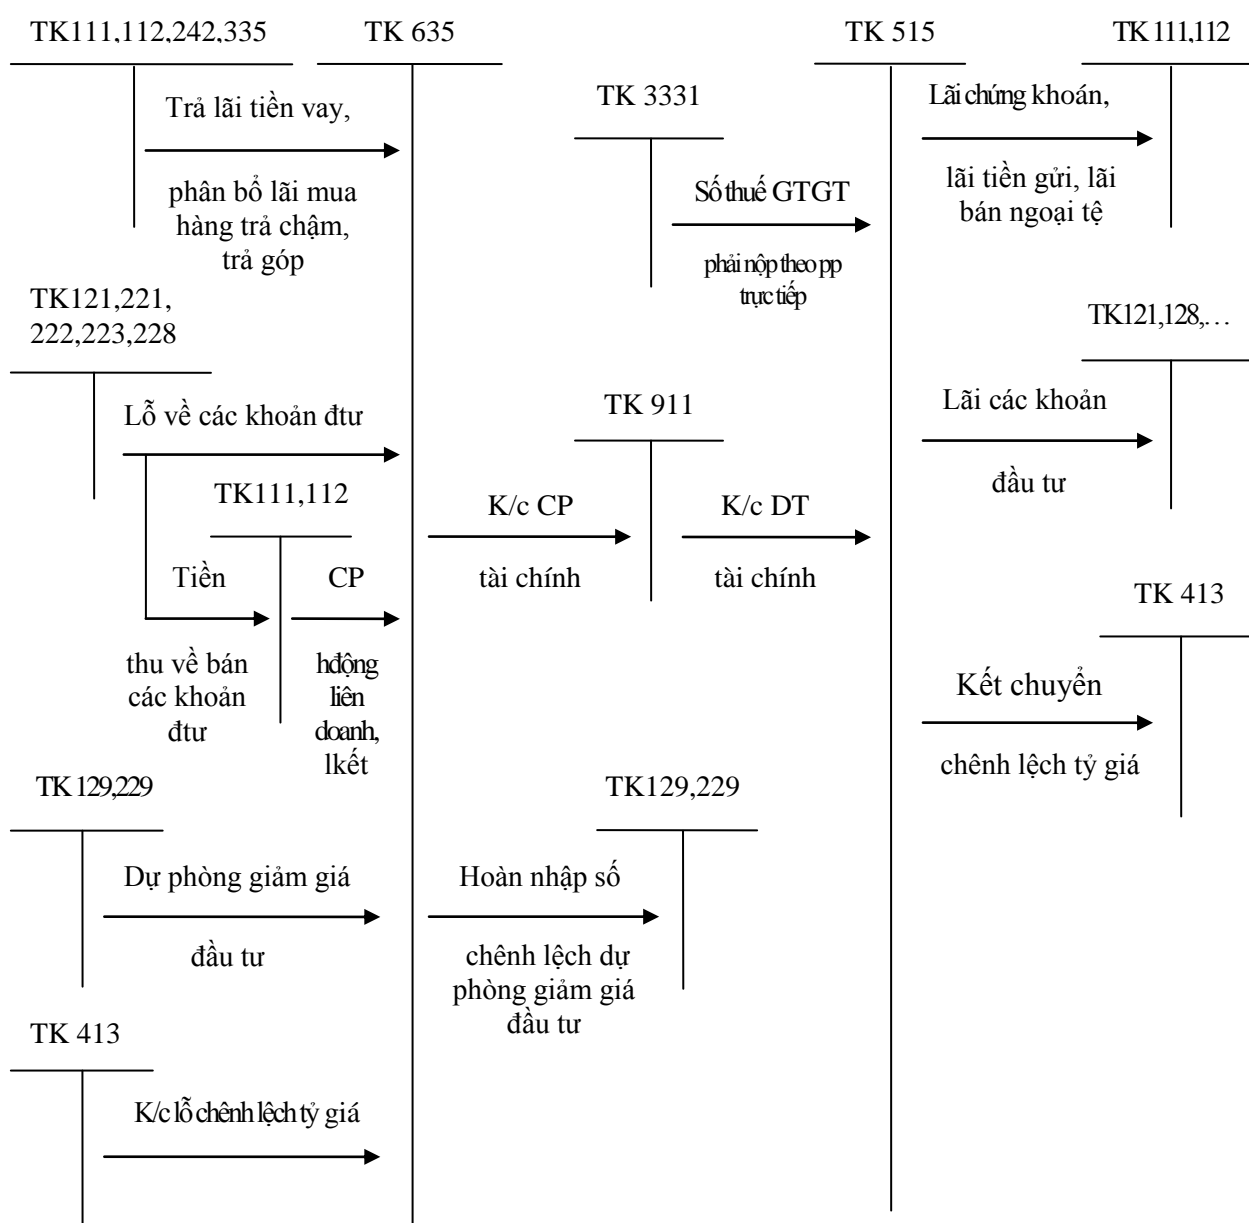 TK111,112,242,335
TK 635
TK 515
TK 111,112
Trả lãi tiền vay,
phân bổ lãi mua
hàng trả chậm,
trả góp
TK 3331
Số thuế GTGT
phải nộp theo pp
trực tiếp
Lãi chứng khoán,
lãi tiền gửi, lãi
bán ngoại tệ
TK121,221,
222,223,228
TK121,128,…
Lỗ về các khoản đtư
TK 911
Lãi các khoản
đầu tư
TK111,112
K/c CP
tài chính
K/c DT
tài chính
Tiền
thu về bán
các khoản
đtư
CP
hđộng
liên
doanh,
lkết
TK 413
Kết chuyển
chênh lệch tỷ giá
TK 129,229
TK129,229
Dự phòng giảm giá
đầu tư
Hoàn nhập số
chênh lệch dự
phòng giảm giá
đầu tư
TK 413
K/c lỗ chênh lệch tỷ giá